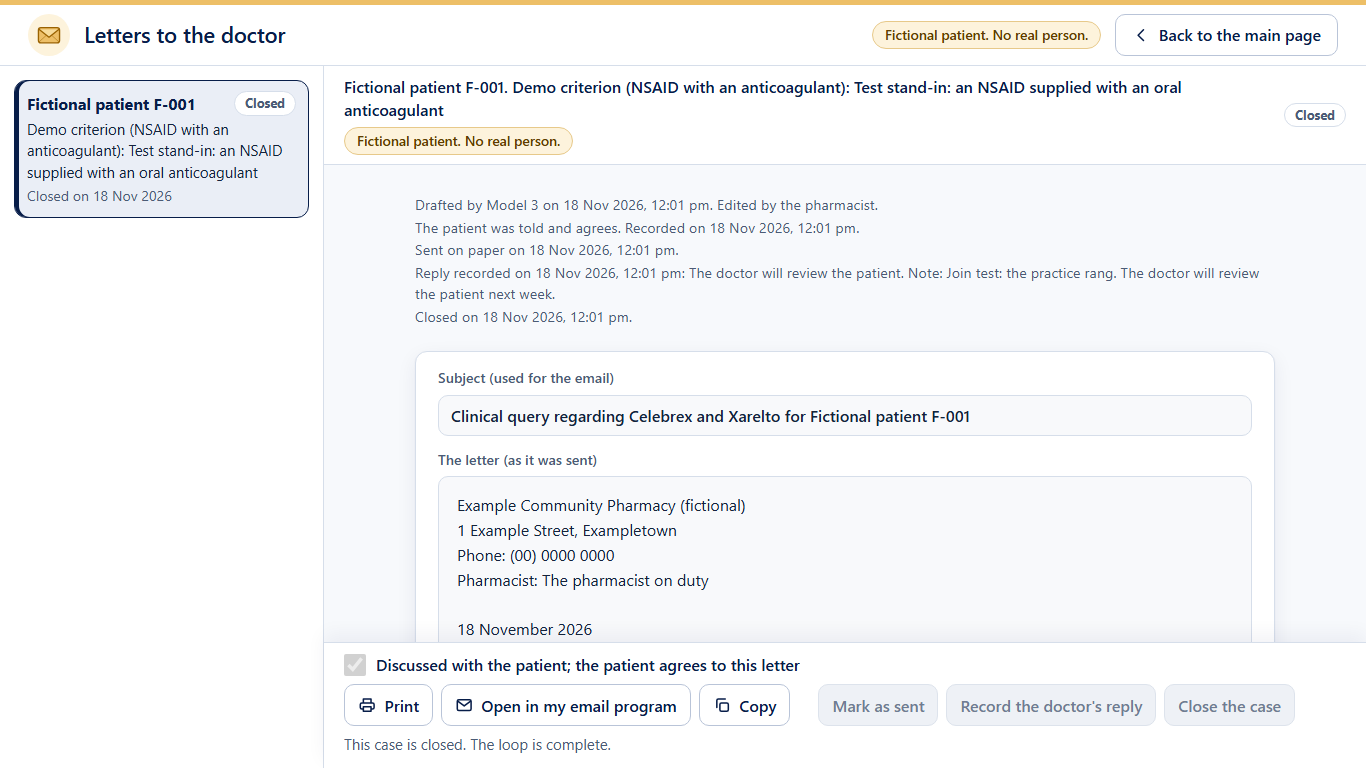 Letters to the doctor
Fictional patient. No real person.
Back to the main page
Fictional patient F-001
Closed
Demo criterion (NSAID with an
anticoagulant): Test stand-in: an NSAID
supplied with an oral anticoagulant
Closed on 18 Nov 2026
Fictional patient F-001. Demo criterion (NSAID with an anticoagulant): Test stand-in: an NSAID supplied with an oral
anticoagulant
Closed
Fictional patient. No real person.
Drafted by Model 3 on 18 Nov 2026, 12:01 pm. Edited by the pharmacist.
The patient was told and agrees. Recorded on 18 Nov 2026, 12:01 pm.
Sent on paper on 18 Nov 2026, 12:01 pm.
Reply recorded on 18 Nov 2026, 12:01 pm: The doctor will review the patient. Note: Join test: the practice rang. The doctor will review
the patient next week.
Closed on 18 Nov 2026, 12:01 pm.
Subject (used for the email)
Clinical query regarding Celebrex and Xarelto for Fictional patient F-001
The letter (as it was sent)
Example Community Pharmacy (fictional)
1 Example Street, Exampletown
Phone: (00) 0000 0000
Pharmacist: The pharmacist on duty
18 November 2026
Discussed with the patient; the patient agrees to this letter
Print
Open in my email program
Copy
Mark as sent
Record the doctor's reply
Close the case
This case is closed. The loop is complete.